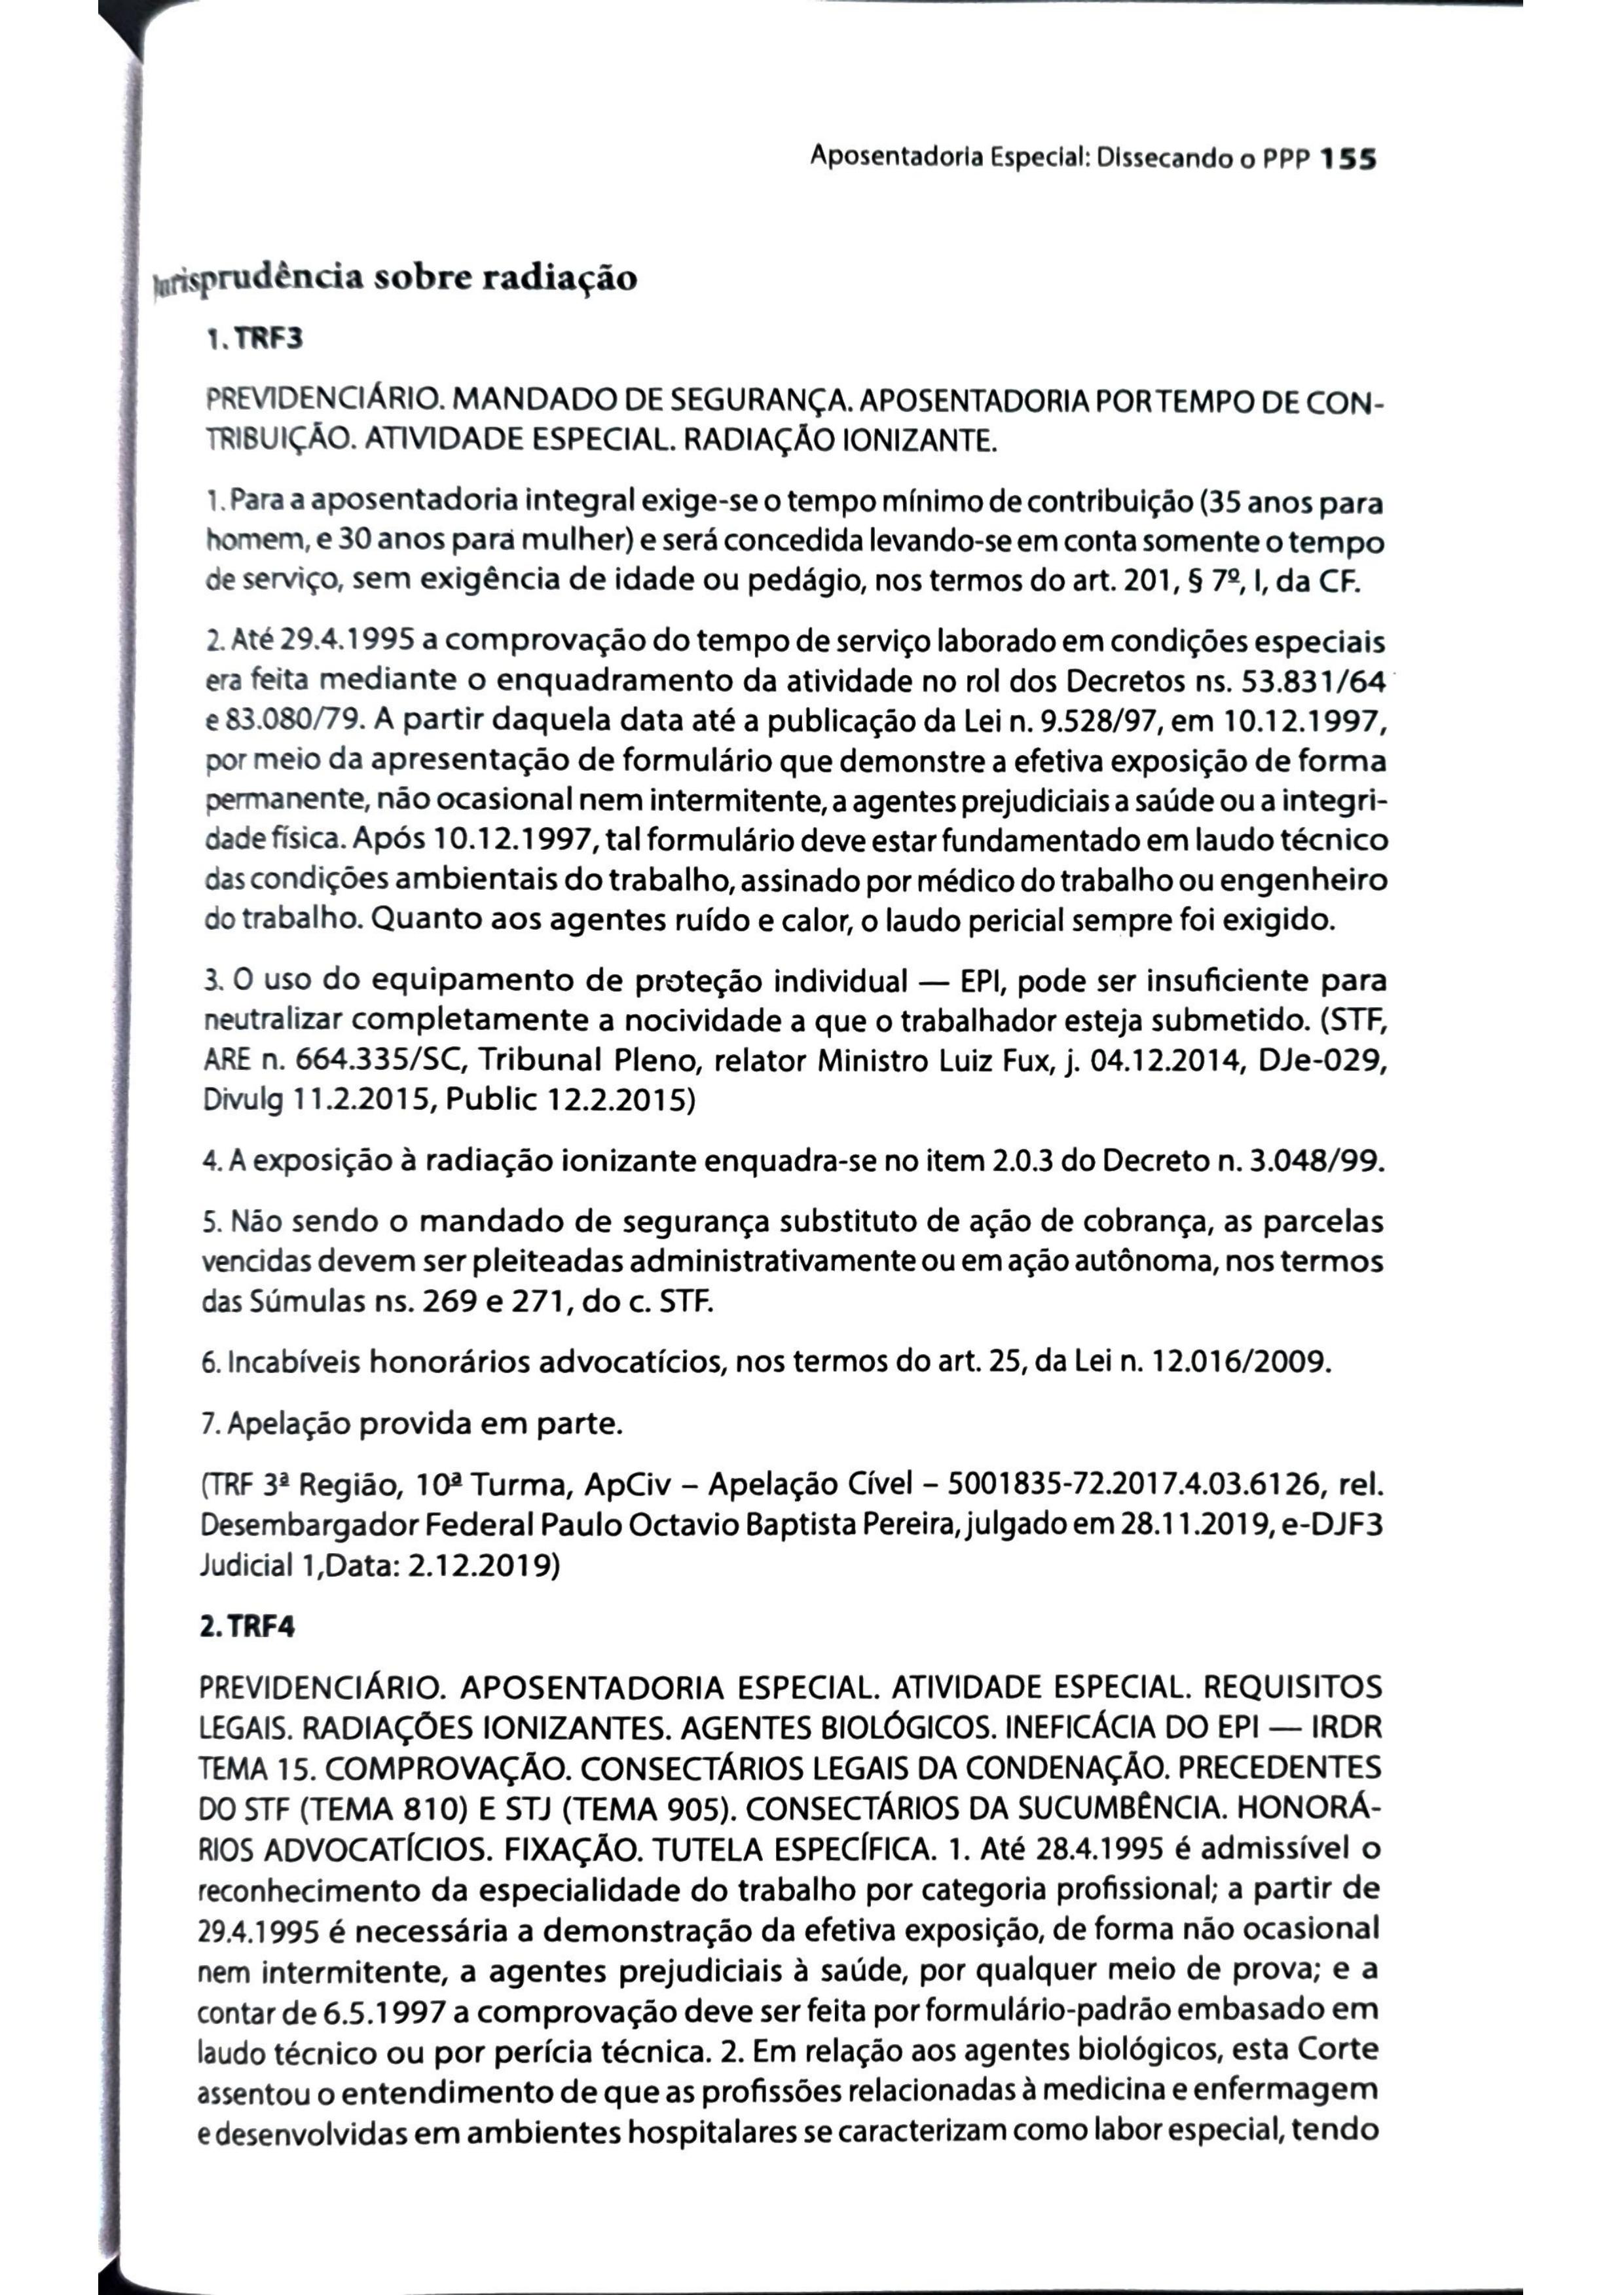 Aposentadoria Especial: Dissecando o PPP 155
Jurisprudência sobre radiação
1. TRF3
PREVIDENCIÁRIO. MANDADO DE SEGURANÇA. APOSENTADORIA POR TEMPO DE CON-
TRIBUIÇÃO. ATIVIDADE ESPECIAL. RADIAÇÃO IONIZANTE.
1. Para a aposentadoria integral exige-se o tempo mínimo de contribuição (35 anos para
homem, e 30 anos para mulher) e será concedida levando-se em conta somente o tempo
de serviço, sem exigência de idade ou pedágio, nos termos do art. 201, § 7º, I, da CF.
2. Até 29.4.1995 a comprovação do tempo de serviço laborado em condições especiais
era feita mediante o enquadramento da atividade no rol dos Decretos ns. 53.831/64
e 83.080/79. A partir daquela data até a publicação da Lei n. 9.528/97, em 10.12.1997,
por meio da apresentação de formulário que demonstre a efetiva exposição de forma
permanente, não ocasional nem intermitente, a agentes prejudiciais a saúde ou a integri-
dade física. Após 10.12.1997, tal formulário deve estar fundamentado em laudo técnico
das condições ambientais do trabalho, assinado por médico do trabalho ou engenheiro
do trabalho. Quanto aos agentes ruído e calor, o laudo pericial sempre foi exigido.
3. O uso do equipamento de proteção individual — EPI, pode ser insuficiente para
neutralizar completamente a nocividade a que o trabalhador esteja submetido. (STF,
ARE n. 664.335/SC, Tribunal Pleno, relator Ministro Luiz Fux, j. 04.12.2014, DJe-029,
Divulg 11.2.2015, Public 12.2.2015)
4. A exposição à radiação ionizante enquadra-se no item 2.0.3 do Decreto n. 3.048/99.
5. Não sendo o mandado de segurança substituto de ação de cobrança, as parcelas
vencidas devem ser pleiteadas administrativamente ou em ação autônoma, nos termos
das Súmulas ns. 269 e 271, do c. STF.
6. Incabíveis honorários advocatícios, nos termos do art. 25, da Lei n. 12.016/2009.
7. Apelação provida em parte.
(TRF 3ª Região, 10ª Turma, ApCiv – Apelação Cível – 5001835-72.2017.4.03.6126, rel.
Desembargador Federal Paulo Octavio Baptista Pereira, julgado em 28.11.2019, e-DJF3
Judicial 1,Data: 2.12.2019)
2. TRF4
PREVIDENCIÁRIO. APOSENTADORIA ESPECIAL. ATIVIDADE ESPECIAL. REQUISITOS
LEGAIS. RADIAÇÕES IONIZANTES. AGENTES BIOLÓGICOS. INEFICÁCIA DO EPI — IRDR
TEMA 15. COMPROVAÇÃO. CONSECTÁRIOS LEGAIS DA CONDENAÇÃO. PRECEDENTES
DO STF (TEMA 810) E STJ (TEMA 905). CONSECTÁRIOS DA SUCUMBÊNCIA. HONORÁ-
RIOS ADVOCATÍCIOS. FIXAÇÃO. TUTELA ESPECÍFICA. 1. Até 28.4.1995 é admissível o
reconhecimento da especialidade do trabalho por categoria profissional; a partir de
29.4.1995 é necessária a demonstração da efetiva exposição, de forma não ocasional
nem intermitente, a agentes prejudiciais à saúde, por qualquer meio de prova; e a
contar de 6.5.1997 a comprovação deve ser feita por formulário-padrão embasado em
laudo técnico ou por perícia técnica. 2. Em relação aos agentes biológicos, esta Corte
assentou o entendimento de que as profissões relacionadas à medicina e enfermagem
e desenvolvidas em ambientes hospitalares se caracterizam como labor especial, tendo